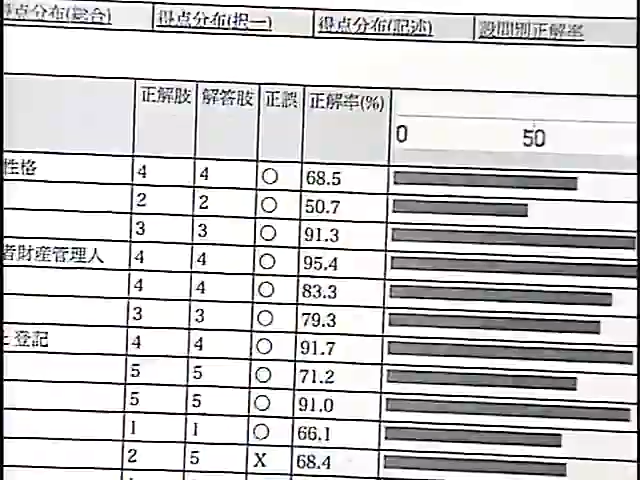 得点分布(綜合) 得点分布(択一) 得点分布(記述) 設問別正解率
正解肢 解答肢 正誤 正解率(%)
0 50
性格 4 4 ○ 68.5
2 2 ○ 50.7
3 3 ○ 91.3
者財産管理人 4 4 ○ 95.4
4 4 ○ 83.3
3 3 ○ 79.3
と登記 4 4 ○ 91.7
5 5 ○ 71.2
5 5 ○ 91.0
1 1 ○ 66.1
2 5 X 68.4